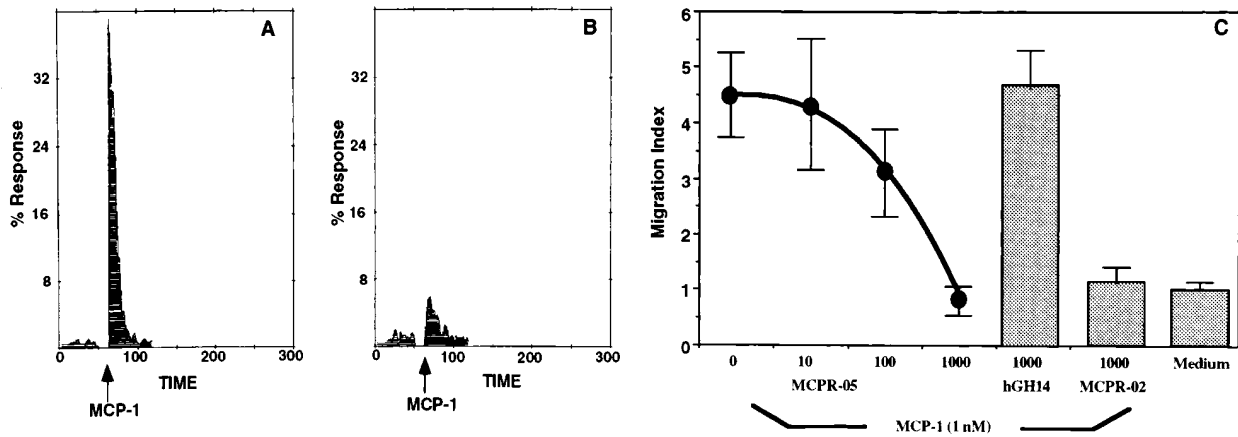 A
% Response
32
24
16
8
0
100
200
300
TIME
MCP-1
B
% Response
32
24
16
8
0
100
200
300
TIME
MCP-1
C
Migration Index
6
5
4
3
2
1
0
0
10
100
1000
1000
1000
Medium
MCPR-05
hGH14
MCPR-02
MCP-1 (1 nM)